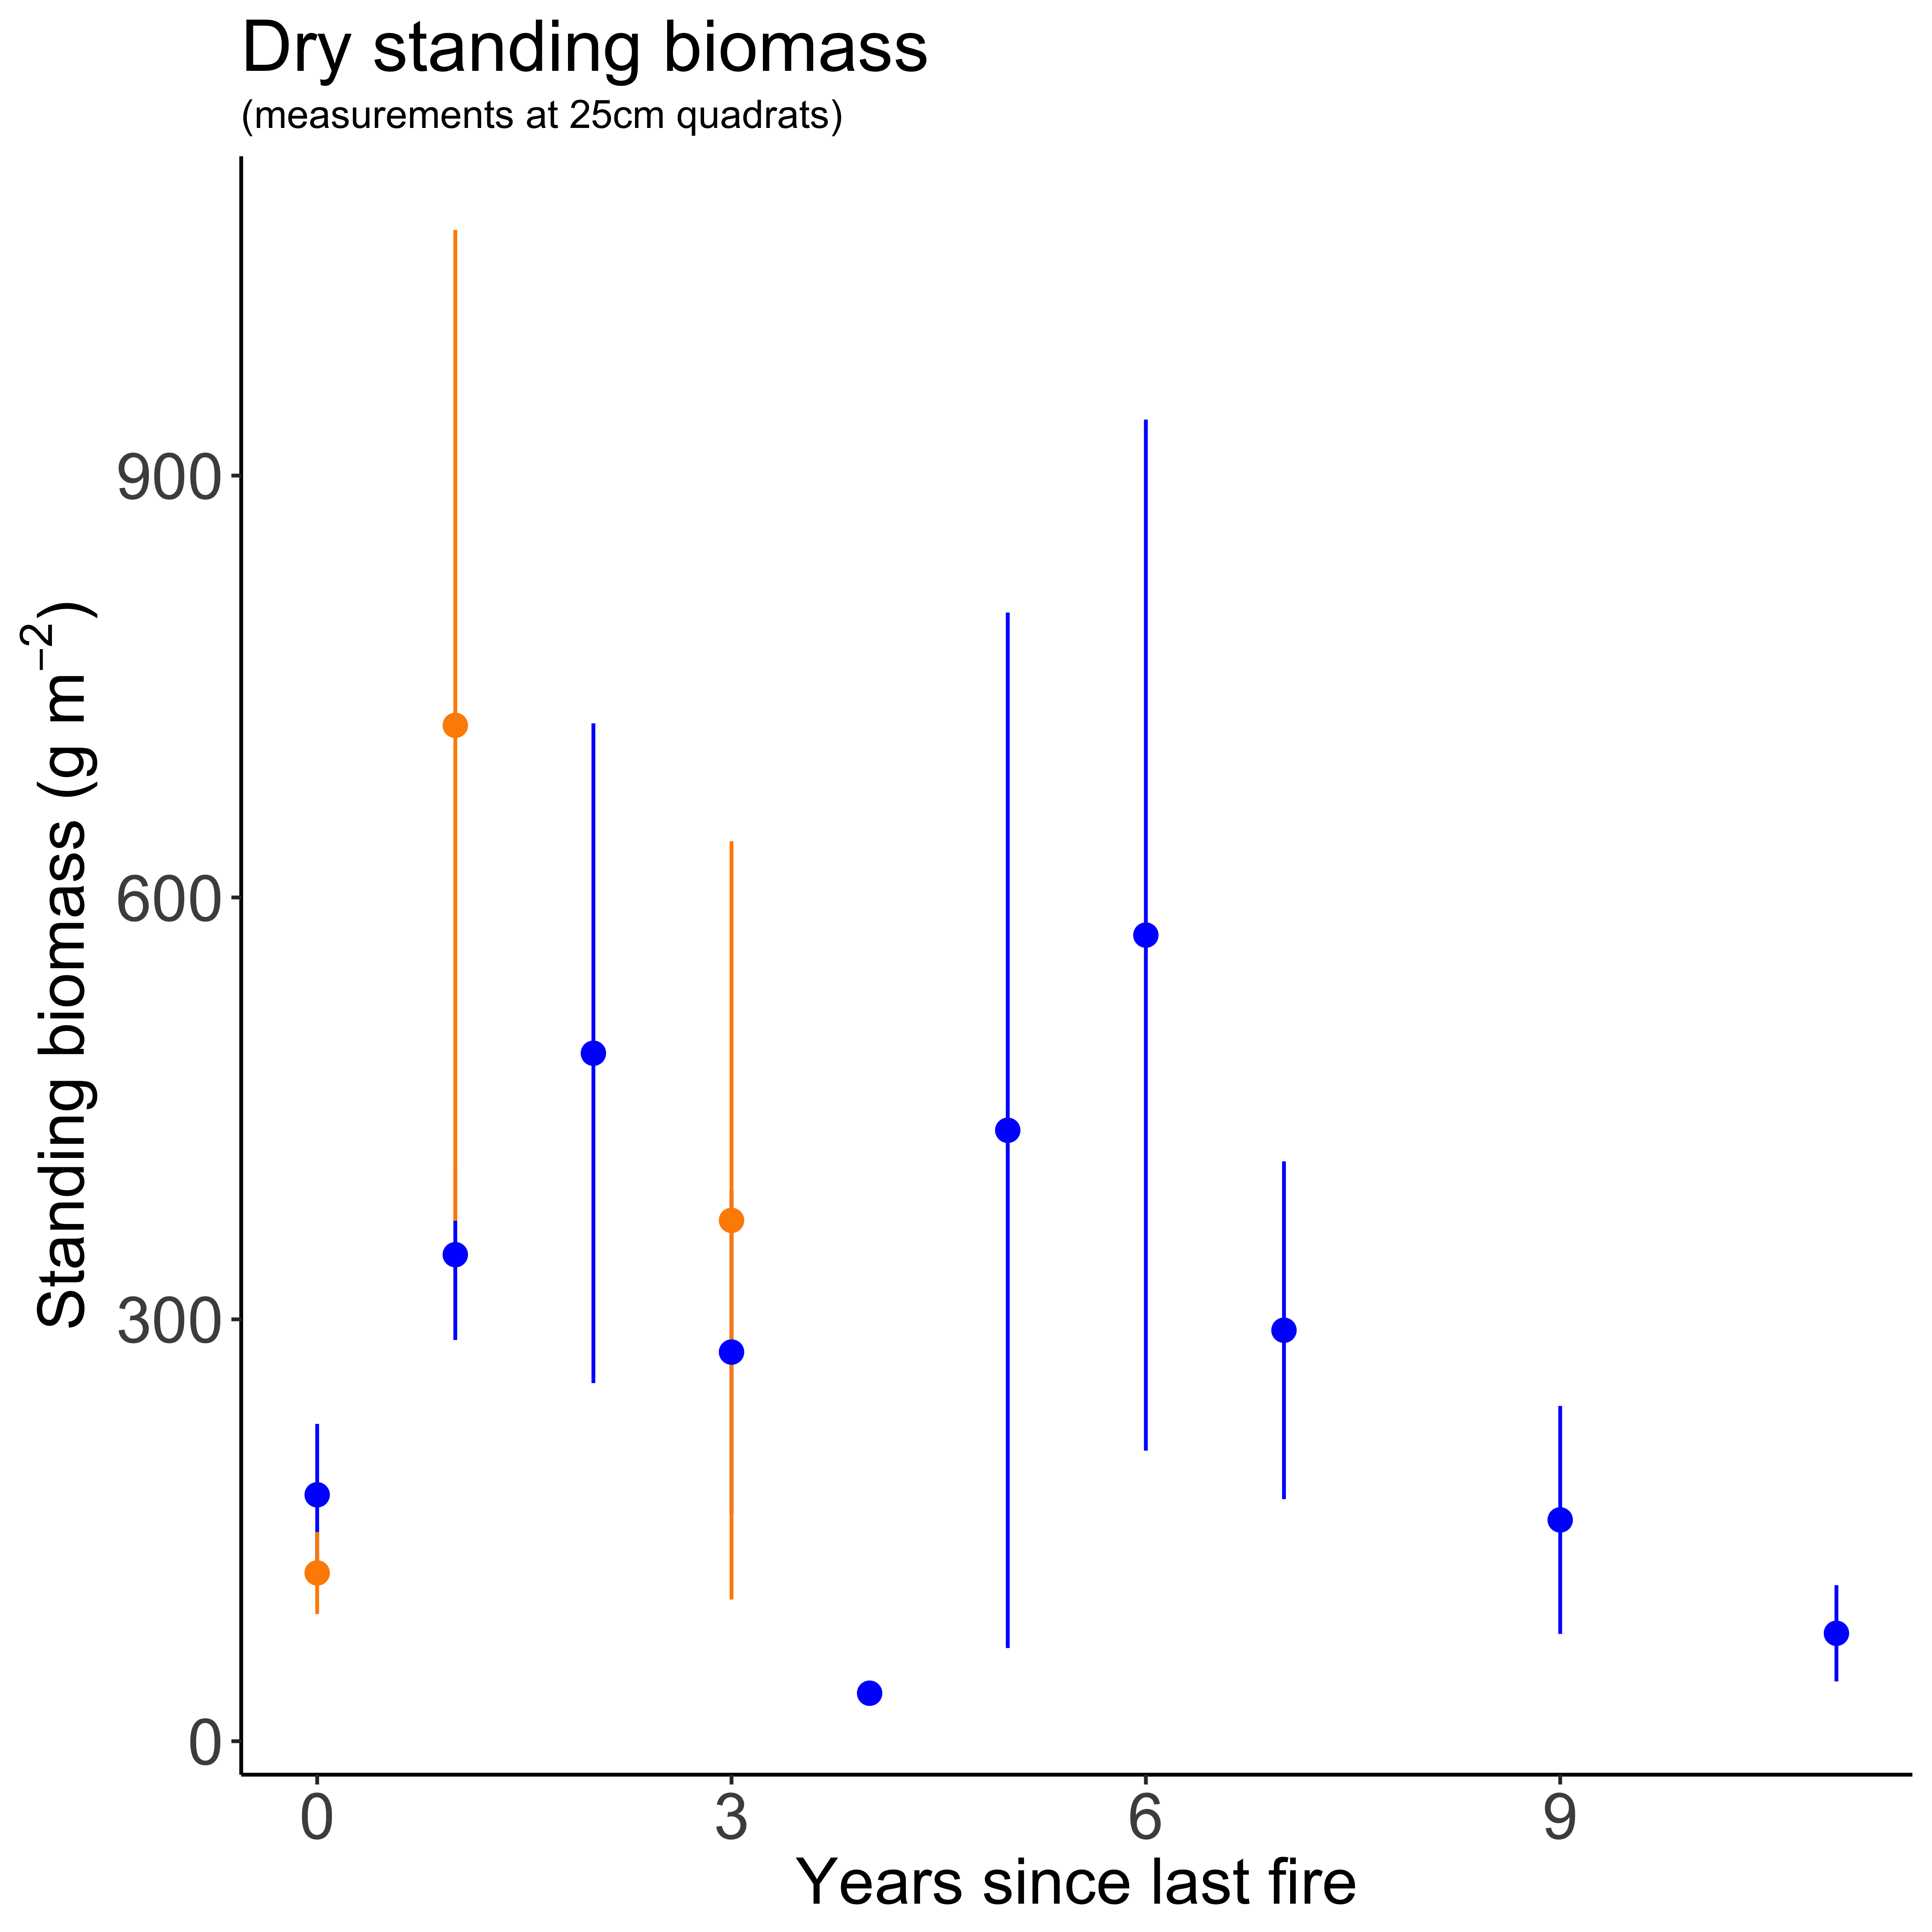 Dry standing biomass
(measurements at 25cm quadrats)
Standing biomass (g m⁻²)
900
600
300
0
0 3 6 9
Years since last fire